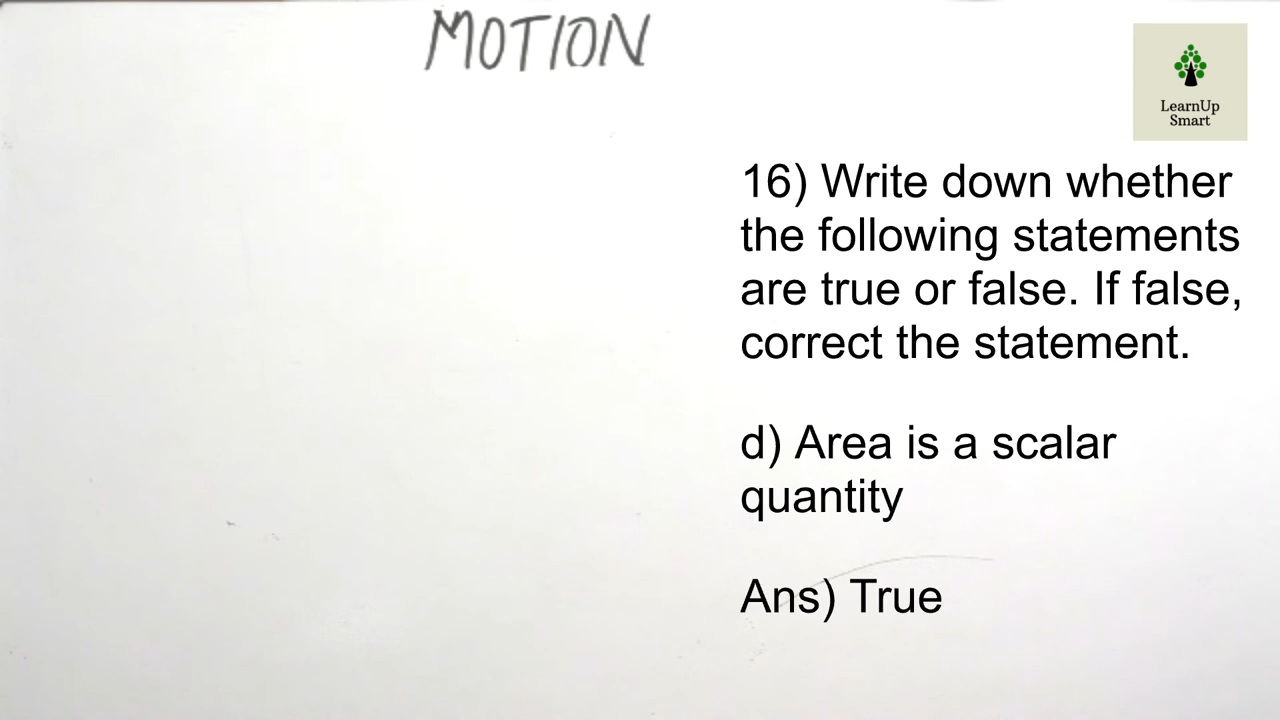 MOTION
LearnUp
Smart
16) Write down whether
the following statements
are true or false. If false,
correct the statement.
d) Area is a scalar
quantity
Ans) True